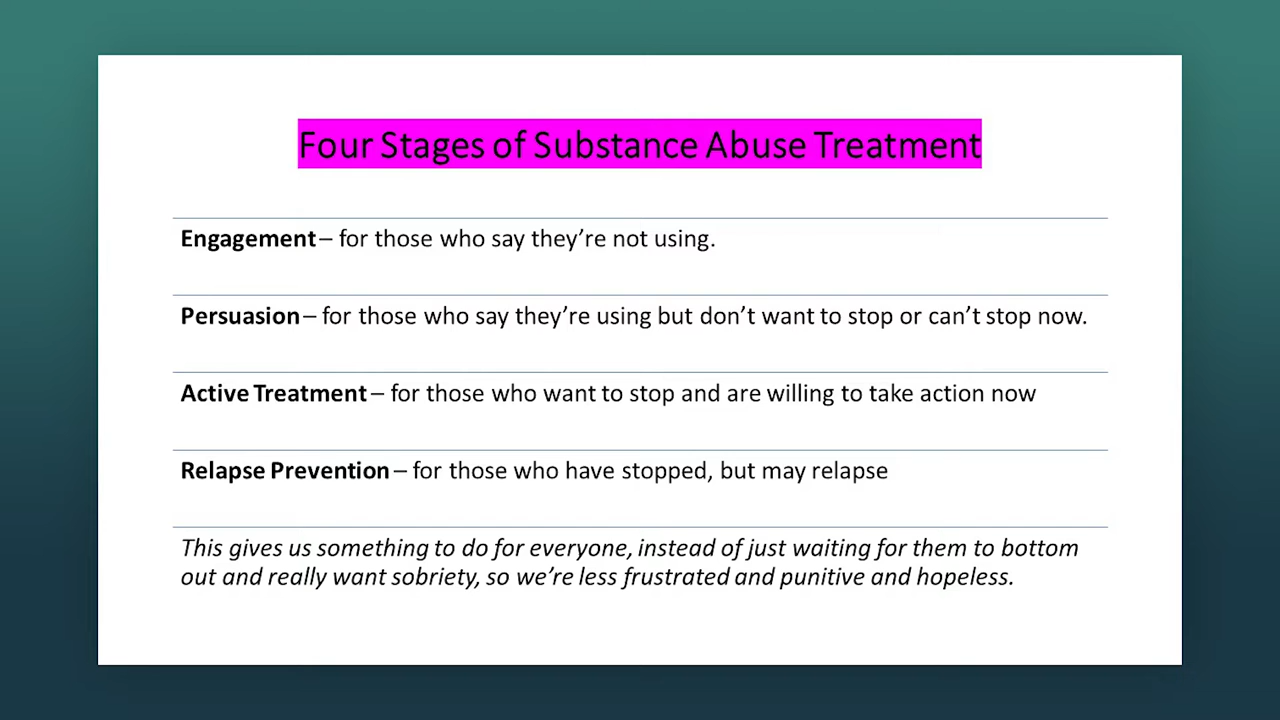 Four Stages of Substance Abuse Treatment
Engagement – for those who say they’re not using.
Persuasion – for those who say they’re using but don’t want to stop or can’t stop now.
Active Treatment – for those who want to stop and are willing to take action now
Relapse Prevention – for those who have stopped, but may relapse
This gives us something to do for everyone, instead of just waiting for them to bottom
out and really want sobriety, so we’re less frustrated and punitive and hopeless.